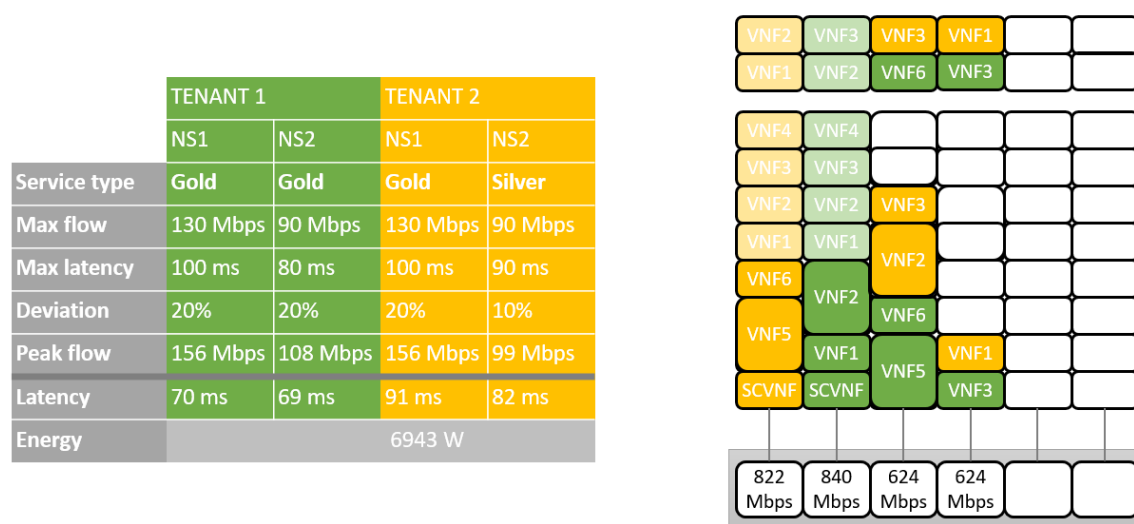 TENANT 1 TENANT 2
NS1 NS2 NS1 NS2
Service type Gold Gold Gold Silver
Max flow 130 Mbps 90 Mbps 130 Mbps 90 Mbps
Max latency 100 ms 80 ms 100 ms 90 ms
Deviation 20% 20% 20% 10%
Peak flow 156 Mbps 108 Mbps 156 Mbps 99 Mbps
Latency 70 ms 69 ms 91 ms 82 ms
Energy 6943 W
VNF2 VNF3 VNF3 VNF1
VNF1 VNF2 VNF6 VNF3
VNF4 VNF4
VNF3 VNF3
VNF2 VNF2 VNF3
VNF1 VNF1 VNF2
VNF6 VNF2
VNF6
VNF5 VNF1 VNF5 VNF1
SCVNF SCVNF VNF3
822 840 624 624
Mbps Mbps Mbps Mbps